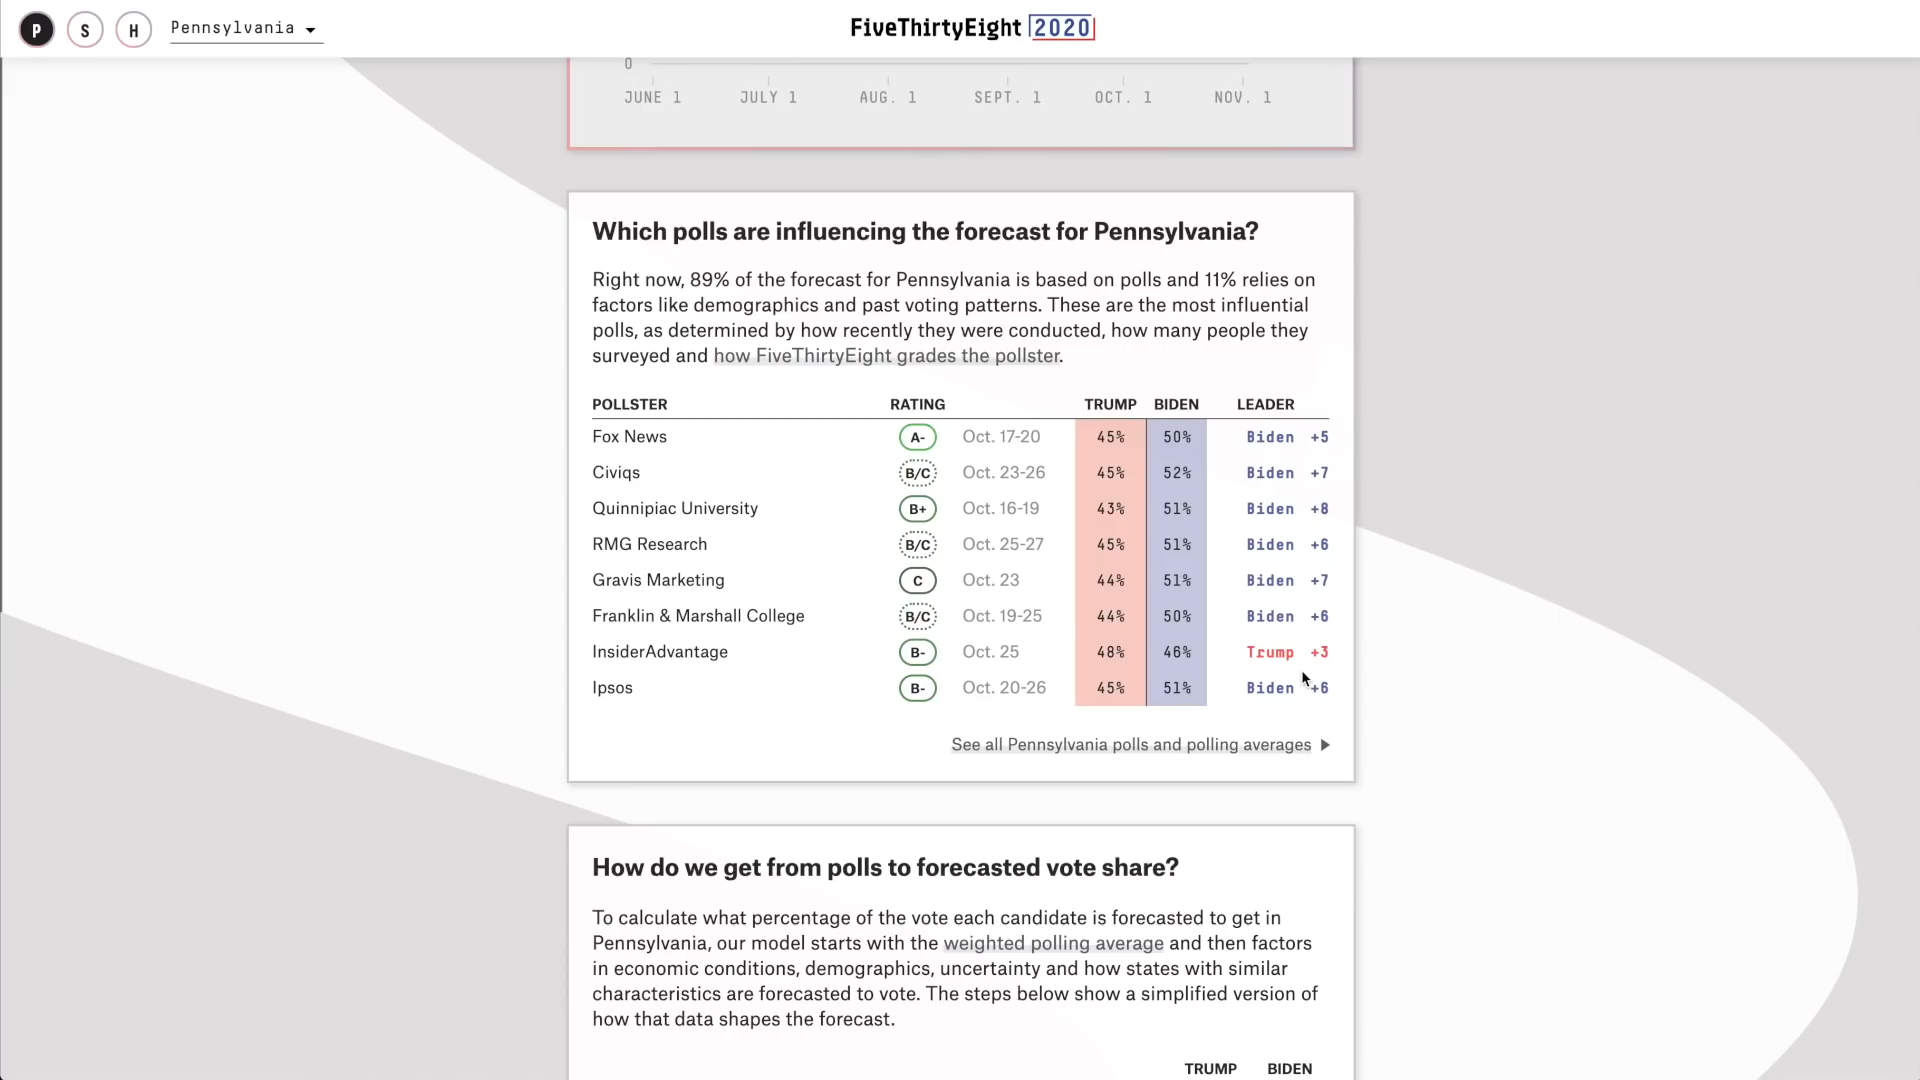 P S H Pennsylvania FiveThirtyEight 2020
0
JUNE 1 JULY 1 AUG. 1 SEPT. 1 OCT. 1 NOV. 1
Which polls are influencing the forecast for Pennsylvania?
Right now, 89% of the forecast for Pennsylvania is based on polls and 11% relies on
factors like demographics and past voting patterns. These are the most influential
polls, as determined by how recently they were conducted, how many people they
surveyed and how FiveThirtyEight grades the pollster.
POLLSTER RATING TRUMP BIDEN LEADER
Fox News A- Oct. 17-20 45% 50% Biden +5
Civiqs B/C Oct. 23-26 45% 52% Biden +7
Quinnipiac University B+ Oct. 16-19 43% 51% Biden +8
RMG Research B/C Oct. 25-27 45% 51% Biden +6
Gravis Marketing C Oct. 23 44% 51% Biden +7
Franklin & Marshall College B/C Oct. 19-25 44% 50% Biden +6
InsiderAdvantage B- Oct. 25 48% 46% Trump +3
Ipsos B- Oct. 20-26 45% 51% Biden +6
See all Pennsylvania polls and polling averages
How do we get from polls to forecasted vote share?
To calculate what percentage of the vote each candidate is forecasted to get in
Pennsylvania, our model starts with the weighted polling average and then factors
in economic conditions, demographics, uncertainty and how states with similar
characteristics are forecasted to vote. The steps below show a simplified version of
how that data shapes the forecast.
TRUMP BIDEN